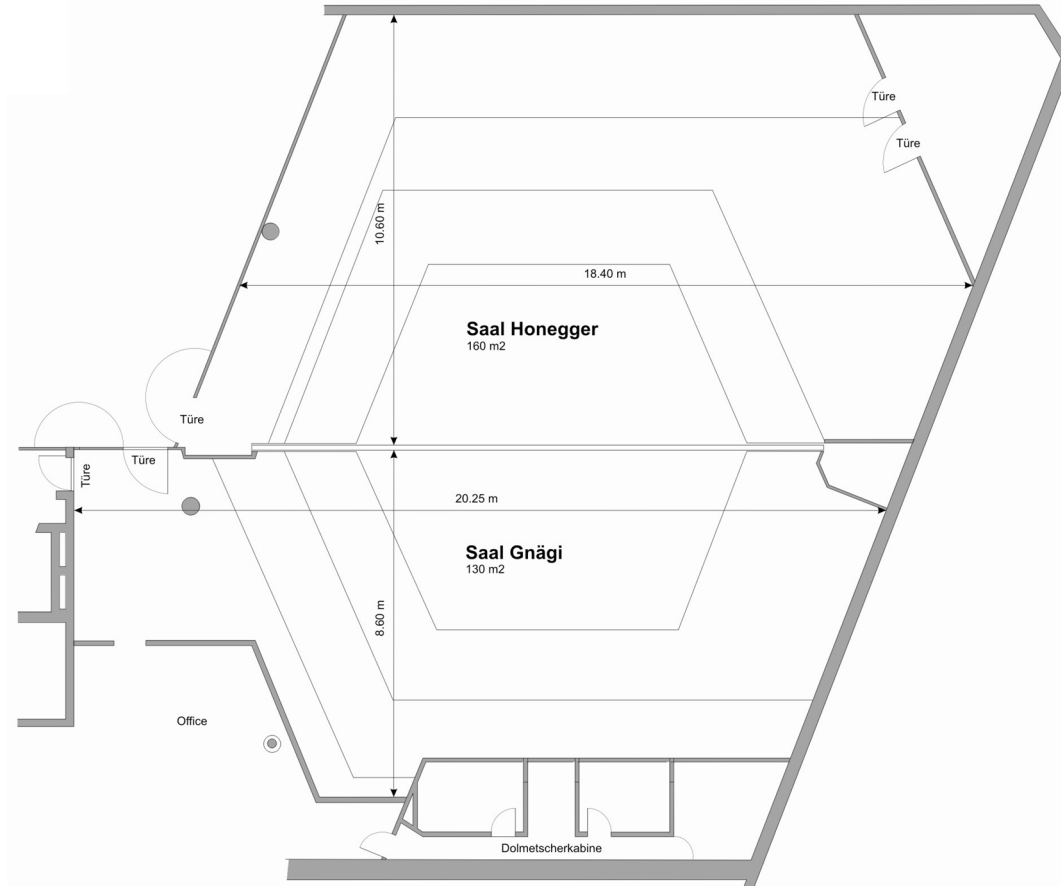 Türe
Türe
10.60 m
18.40 m
Saal Honegger
160 m2
Türe
Türe
Türe
20.25 m
Saal Gnägi
130 m2
8.60 m
Office
Dolmetscherkabine